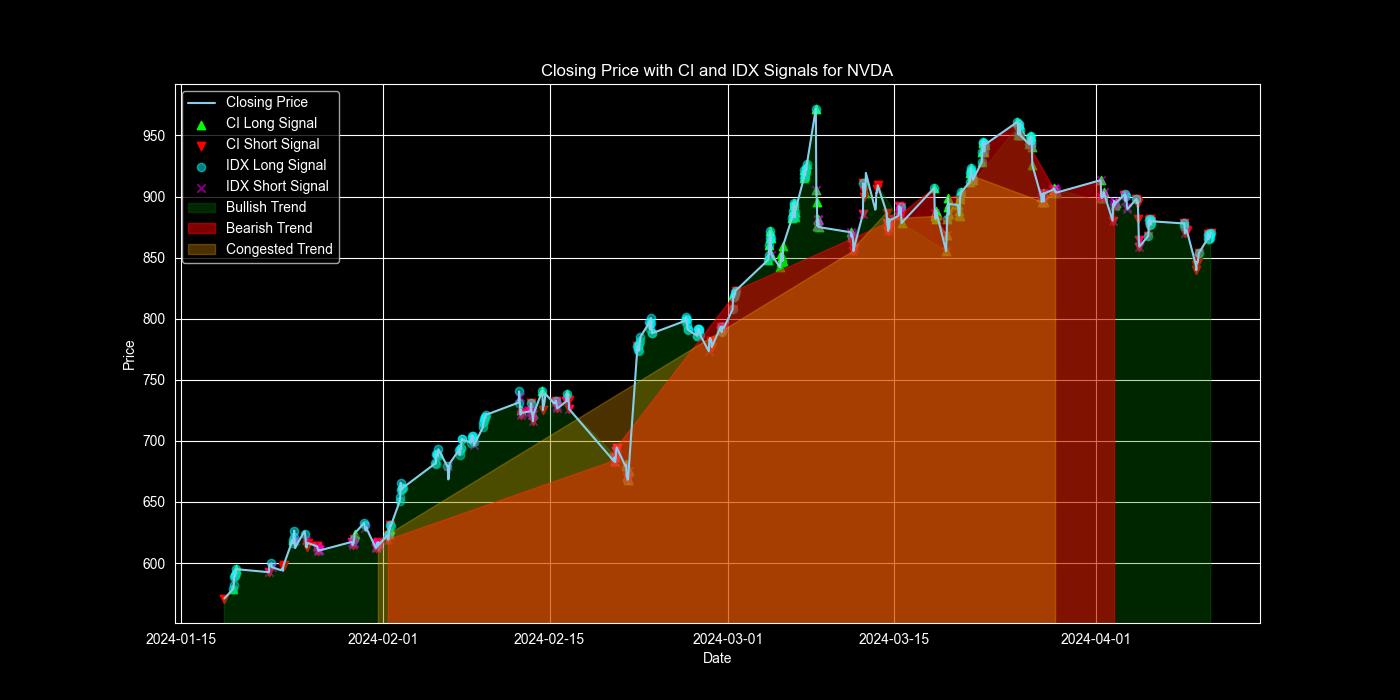 Closing Price with CI and IDX Signals for NVDA
Closing Price
CI Long Signal
CI Short Signal
IDX Long Signal
IDX Short Signal
Bullish Trend
Bearish Trend
Congested Trend
Price
950
900
850
800
750
700
650
600
2024-01-15
2024-02-01
2024-02-15
2024-03-01
2024-03-15
2024-04-01
Date